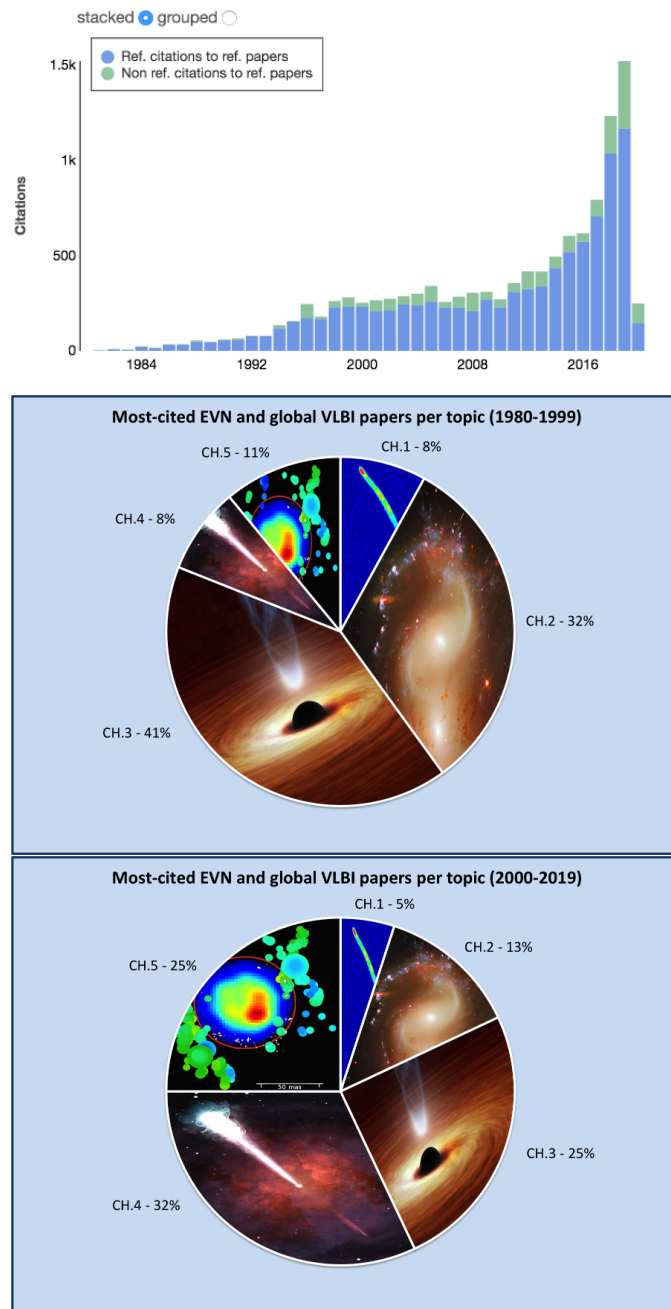 stacked grouped
Ref. citations to ref. papers
Non ref. citations to ref. papers
1.5k
1k
500
0
Citations
1984 1992 2000 2008 2016
Most-cited EVN and global VLBI papers per topic (1980-1999)
CH.5 - 11%
CH.1 - 8%
CH.4 - 8%
CH.2 - 32%
CH.3 - 41%
Most-cited EVN and global VLBI papers per topic (2000-2019)
CH.1 - 5%
CH.2 - 13%
CH.5 - 25%
50 mas
CH.3 - 25%
CH.4 - 32%